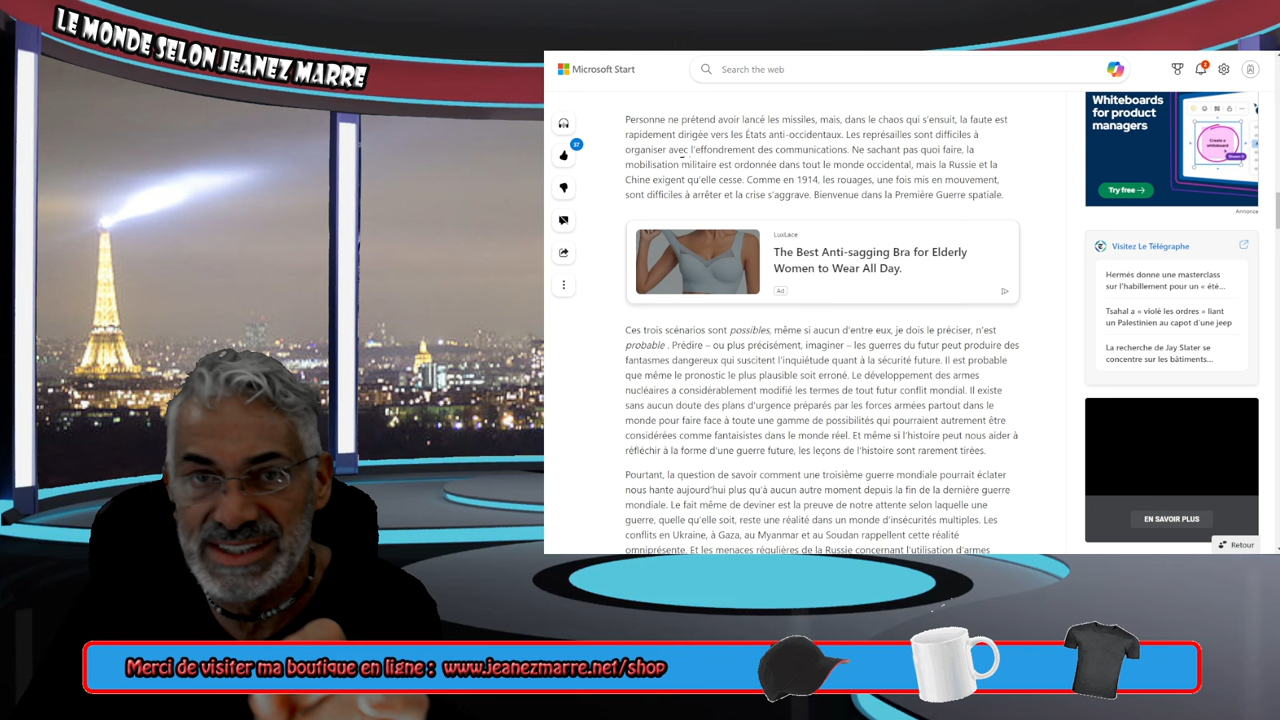 LE MONDE SELON JEANEZ MARRE
Microsoft Start
Search the web
2
37
Personne ne prétend avoir lancé les missiles, mais, dans le chaos qui s'ensuit, la faute est
rapidement dirigée vers les États anti-occidentaux. Les représailles sont difficiles à
organiser avec l'effondrement des communications. Ne sachant pas quoi faire, la
mobilisation militaire est ordonnée dans tout le monde occidental, mais la Russie et la
Chine exigent qu'elle cesse. Comme en 1914, les rouages, une fois mis en mouvement,
sont difficiles à arrêter et la crise s'aggrave. Bienvenue dans la Première Guerre spatiale.
LuxLace
The Best Anti-sagging Bra for Elderly
Women to Wear All Day.
Ad
Ces trois scénarios sont possibles, même si aucun d'entre eux, je dois le préciser, n'est
probable . Prédire – ou plus précisément, imaginer – les guerres du futur peut produire des
fantasmes dangereux qui suscitent l'inquiétude quant à la sécurité future. Il est probable
que même le pronostic le plus plausible soit erroné. Le développement des armes
nucléaires a considérablement modifié les termes de tout futur conflit mondial. Il existe
sans aucun doute des plans d'urgence préparés par les forces armées partout dans le
monde pour faire face à toute une gamme de possibilités qui pourraient autrement être
considérées comme fantaisistes dans le monde réel. Et même si l'histoire peut nous aider à
réfléchir à la forme d'une guerre future, les leçons de l'histoire sont rarement tirées.
Pourtant, la question de savoir comment une troisième guerre mondiale pourrait éclater
nous hante aujourd'hui plus qu'à aucun autre moment depuis la fin de la dernière guerre
mondiale. Le fait même de deviner est la preuve de notre attente selon laquelle une
guerre, quelle qu'elle soit, reste une réalité dans un monde d'insécurités multiples. Les
conflits en Ukraine, à Gaza, au Myanmar et au Soudan rappellent cette réalité
omniprésente. Et les menaces régulières de la Russie concernant l'utilisation d'armes
Whiteboards
for product
managers
Create a
whiteboard
Try free →
Annonce
Visitez Le Télégraphe
Hermés donne une masterclass
sur l'habillement pour un « été...
Tsahal a « violé les ordres » liant
un Palestinien au capot d'une jeep
La recherche de Jay Slater se
concentre sur les bâtiments...
EN SAVOIR PLUS
Retour
Merci de visiter ma boutique en ligne : www.jeanezmarre.net/shop